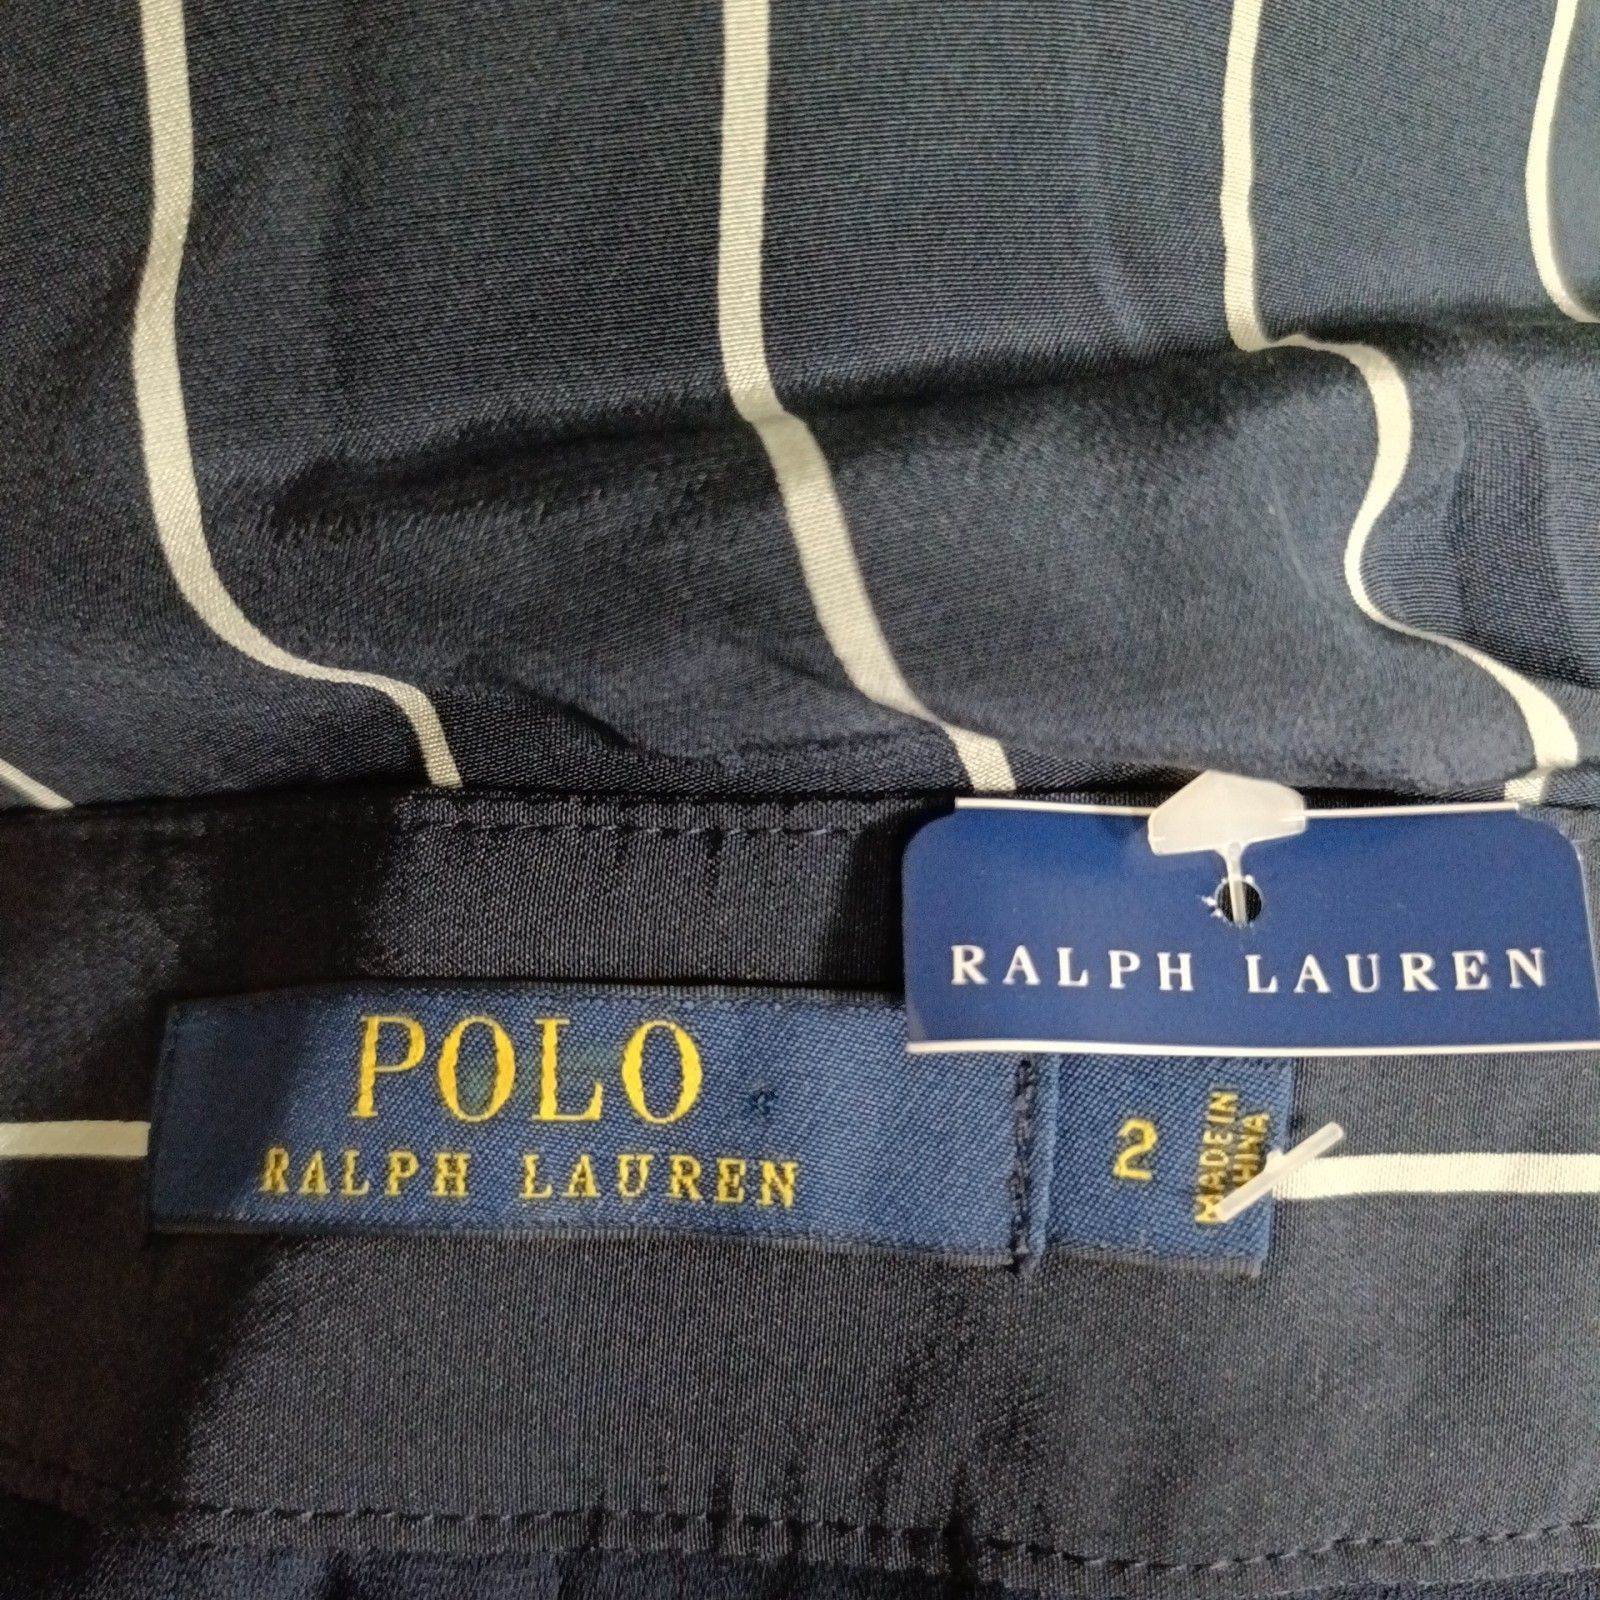 RALPH LAUREN
POLO
RALPH LAUREN
2
MADE IN
CHINA